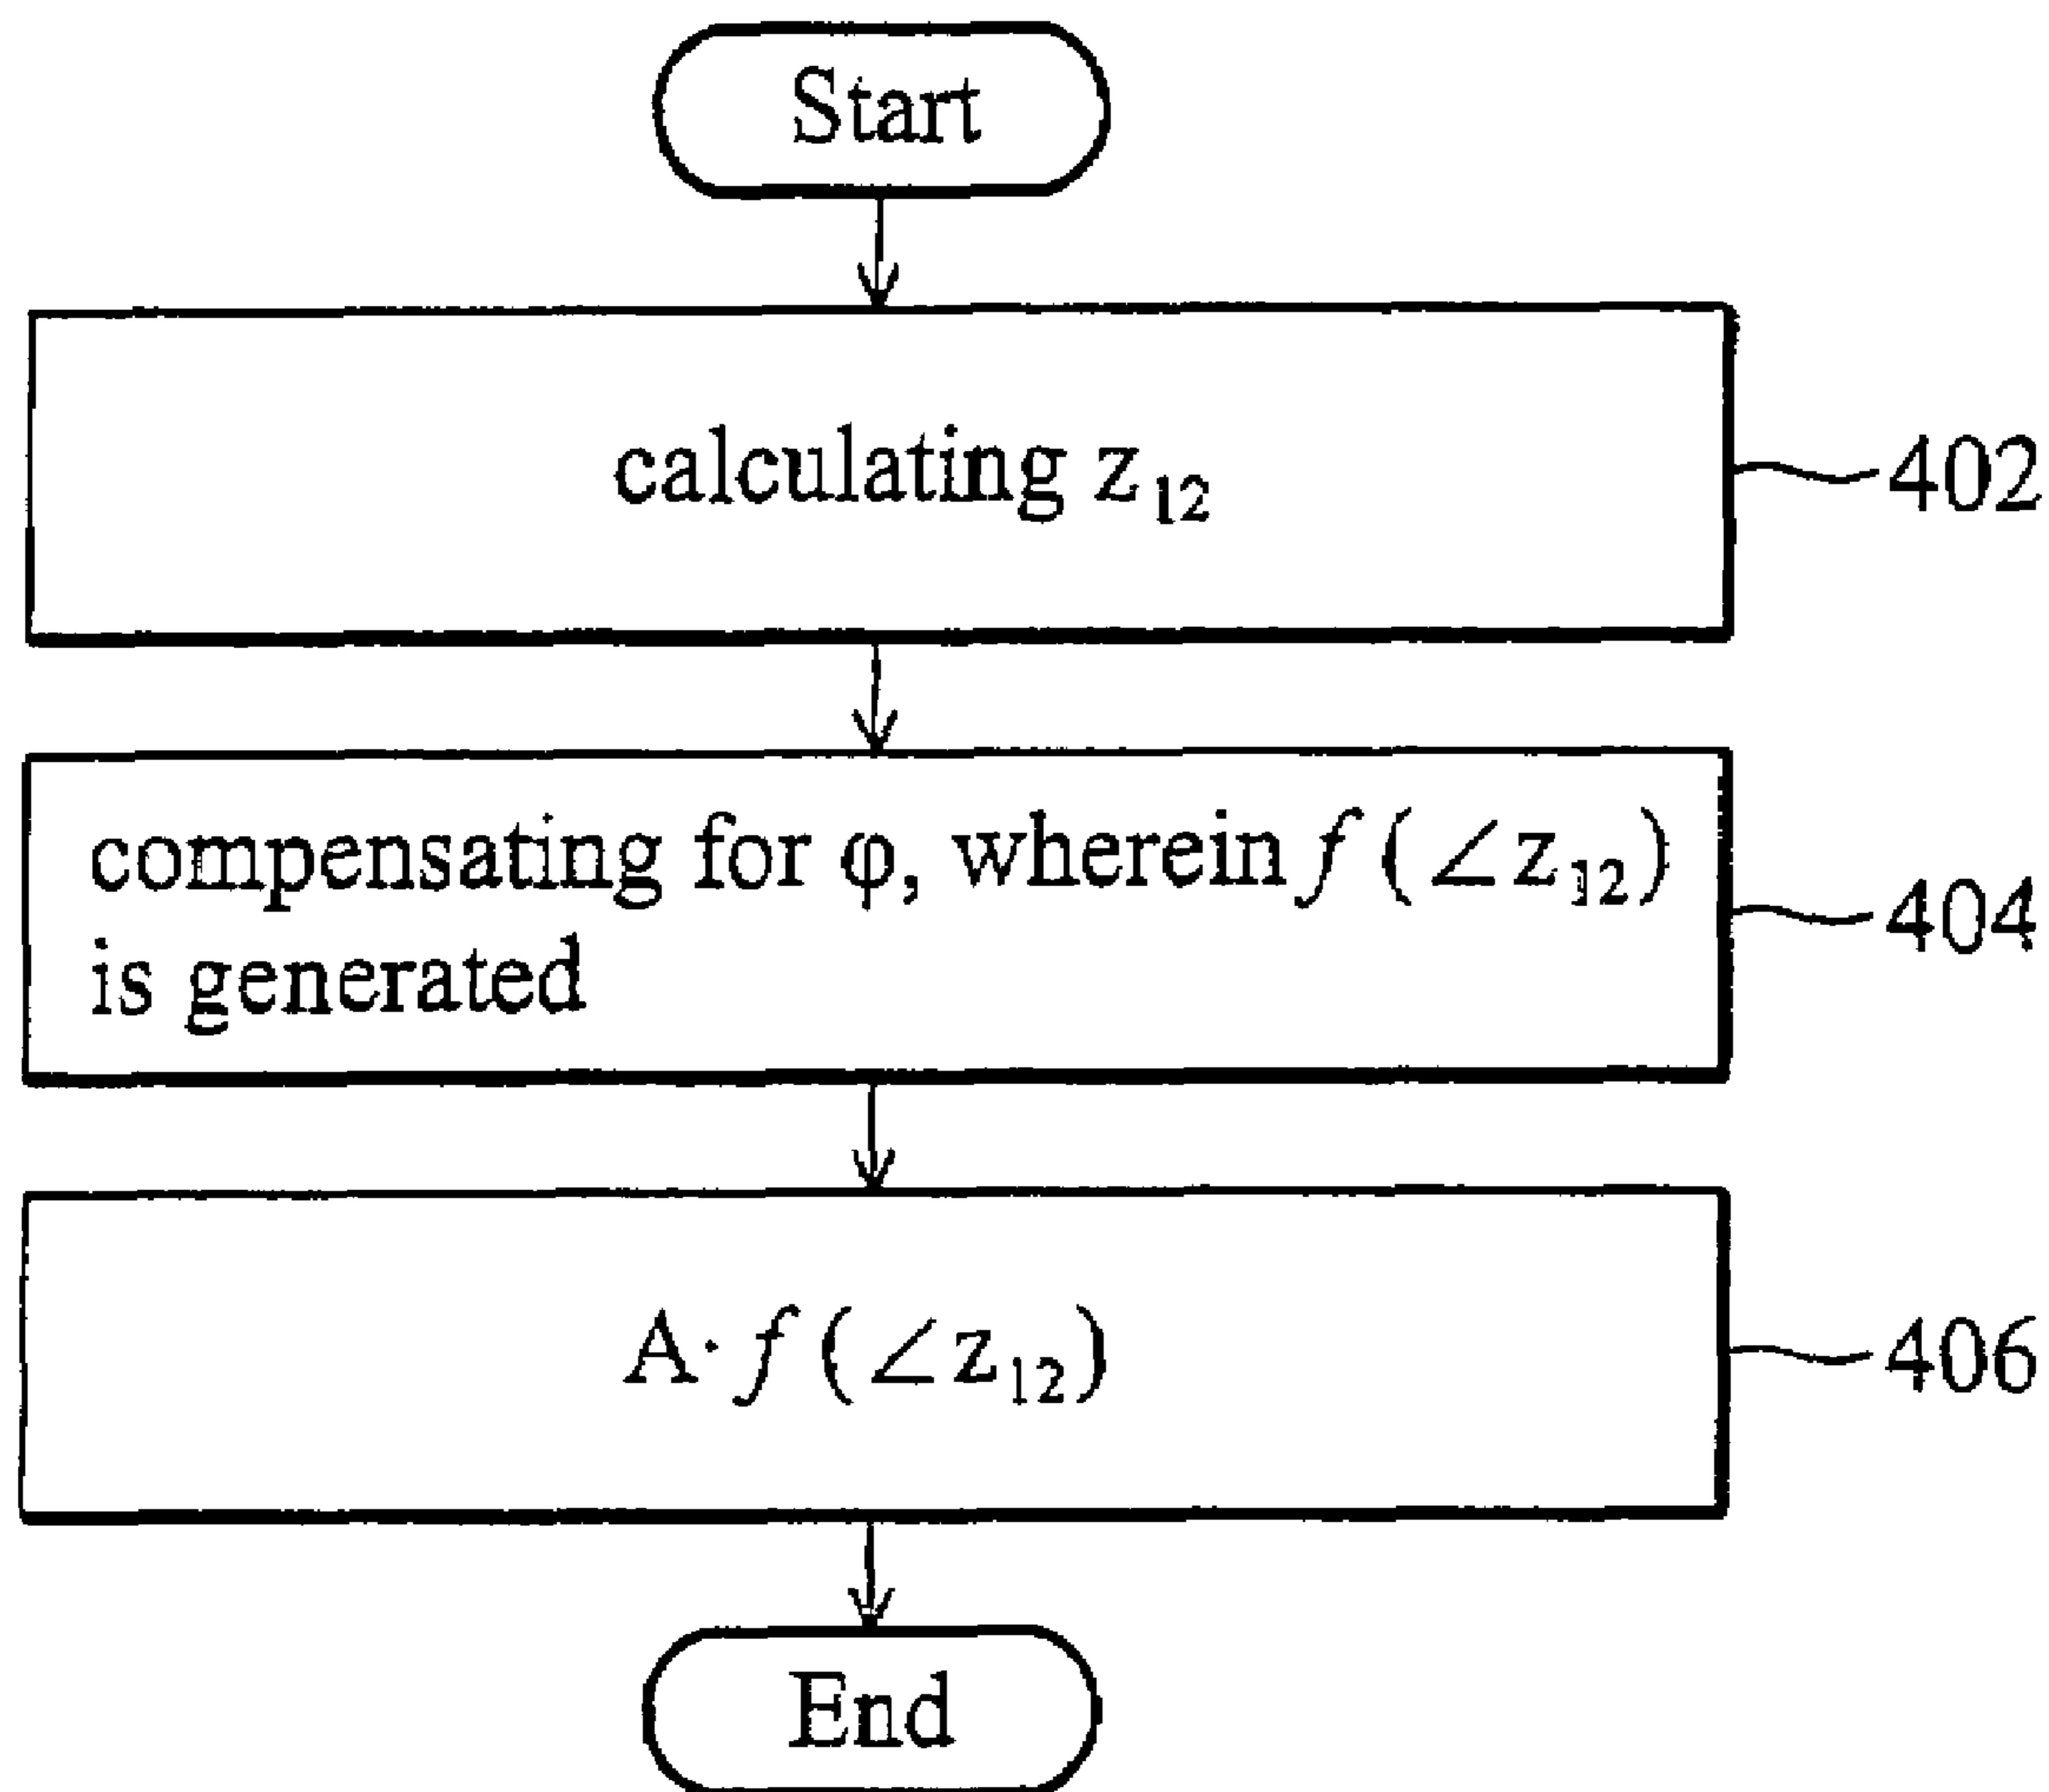 Start
calculating z₁₂
402
compensating for φ, wherein f(∠z₁₂)
is generated
404
A·f(∠z₁₂)
406
End